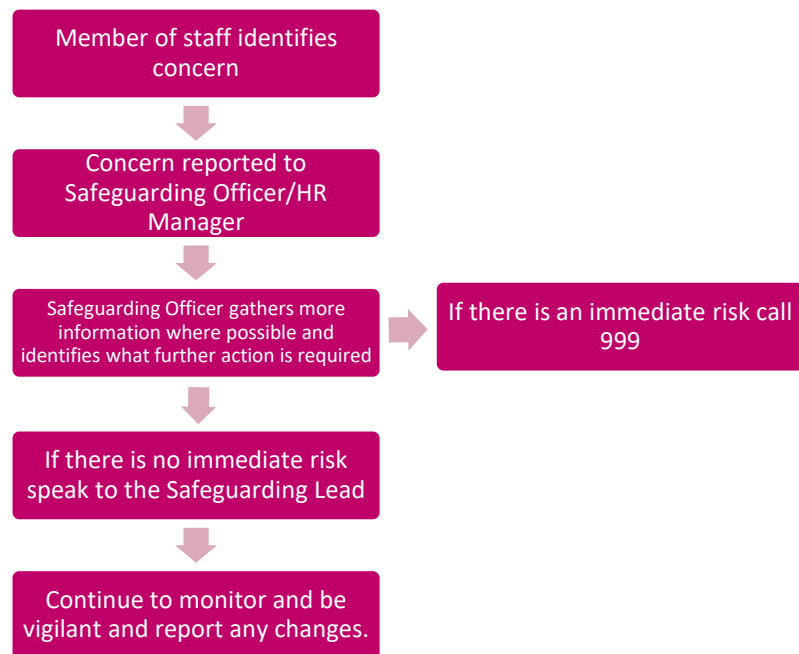 Member of staff identifies
concern
Concern reported to
Safeguarding Officer/HR
Manager
Safeguarding Officer gathers more
information where possible and
identifies what further action is required
If there is an immediate risk call
999
If there is no immediate risk
speak to the Safeguarding Lead
Continue to monitor and be
vigilant and report any changes.